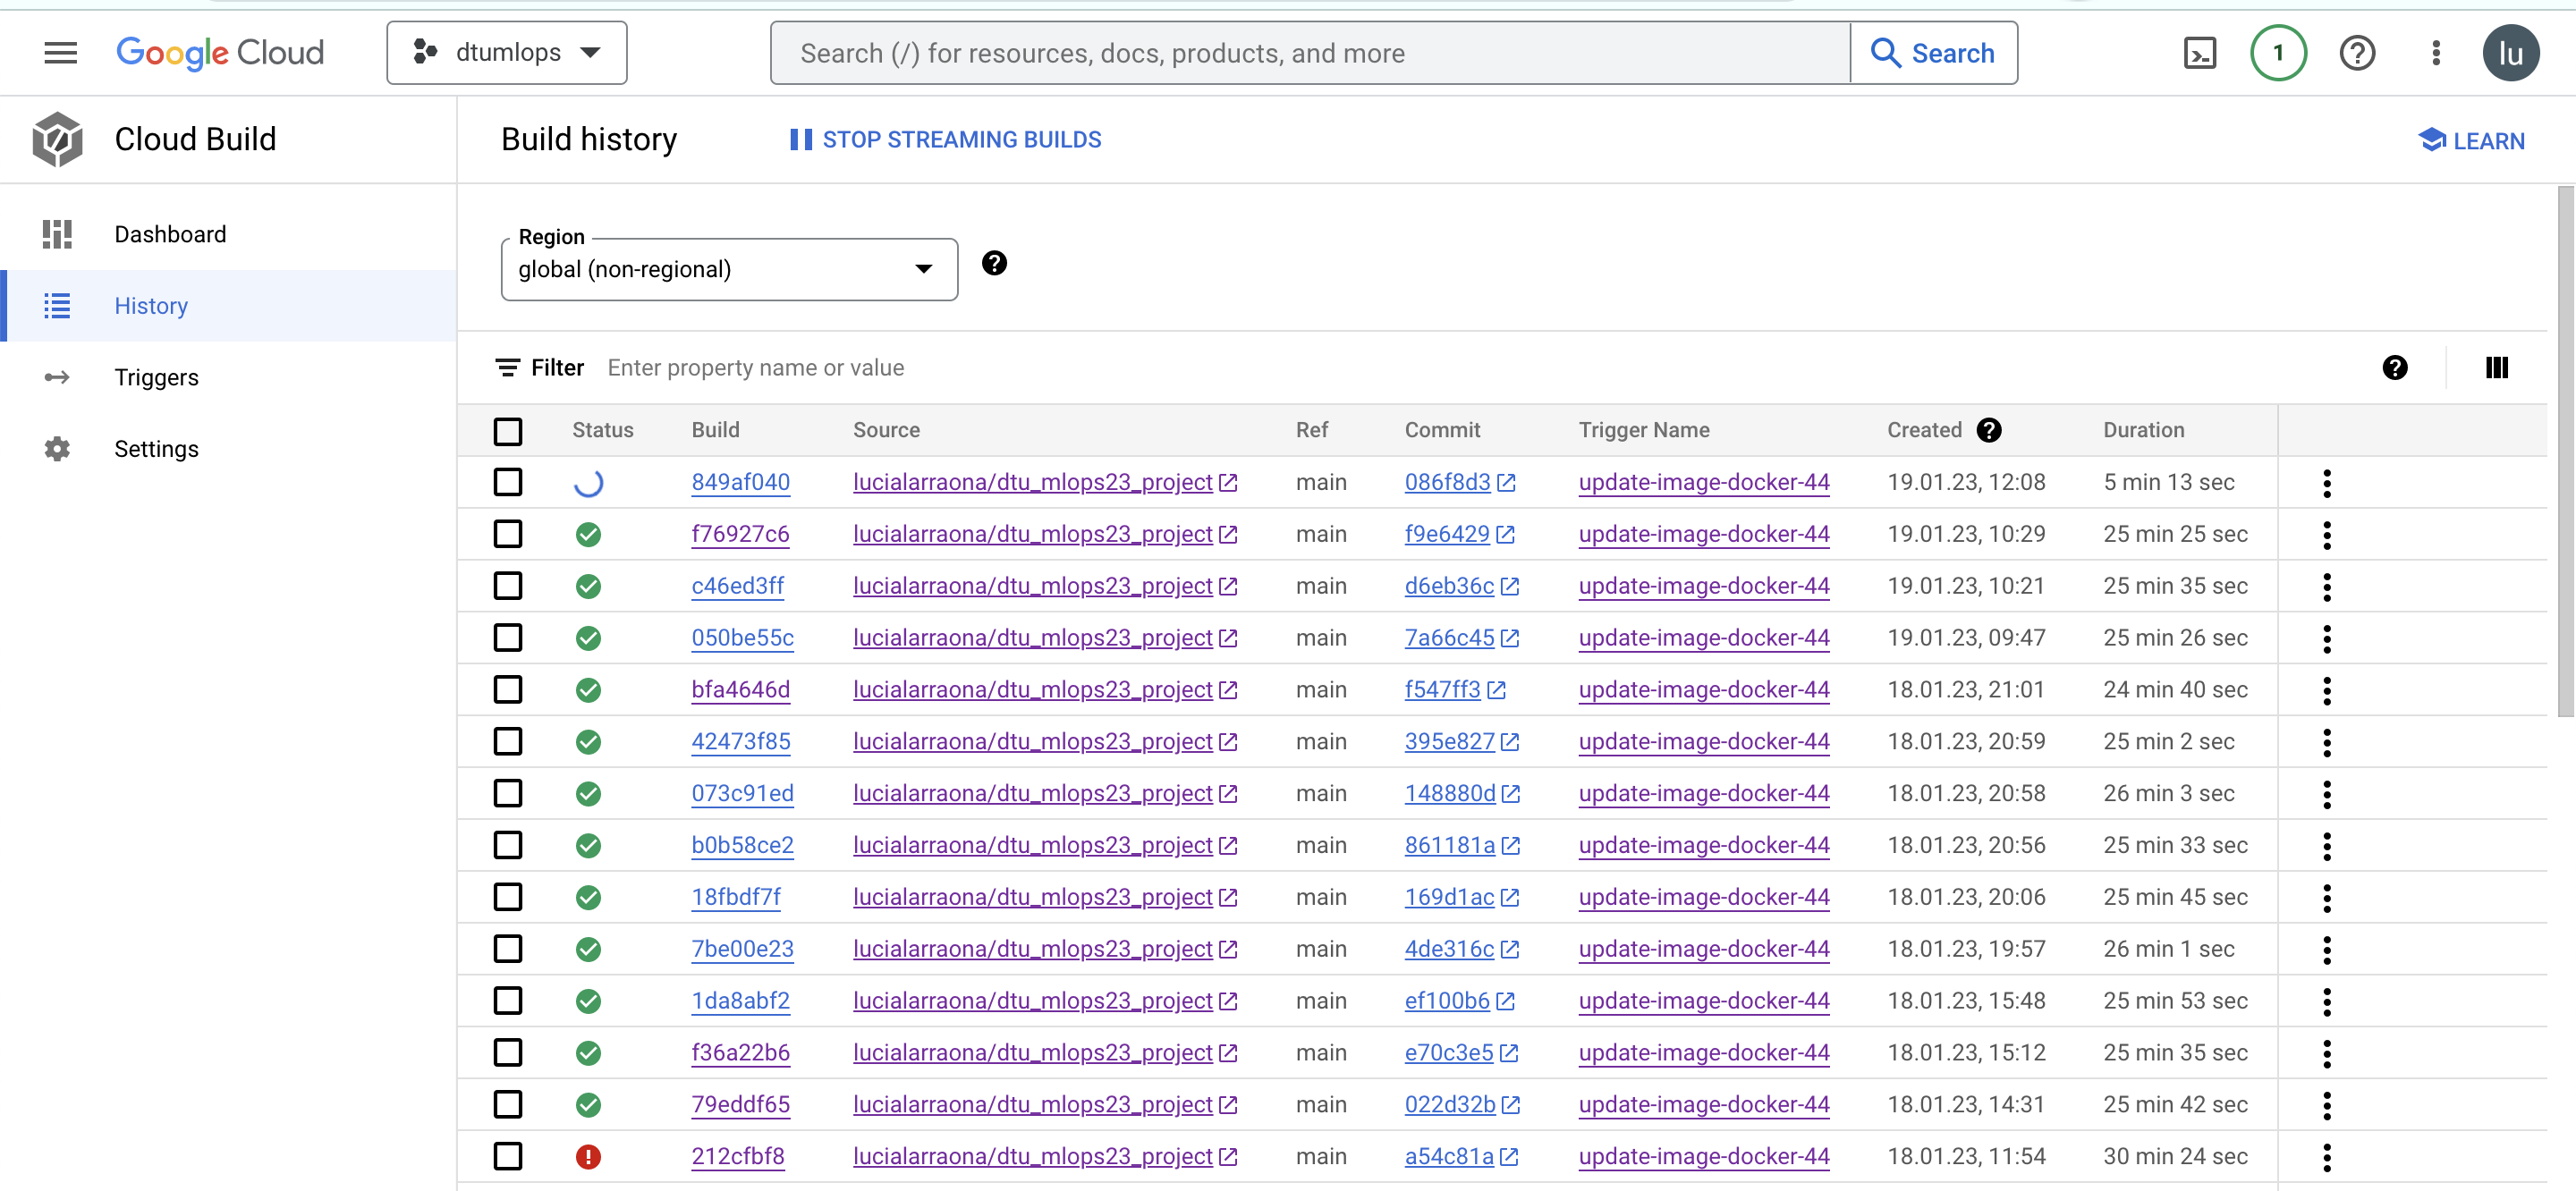 Google Cloud
dtumlops
Search (/) for resources, docs, products, and more
Search
1
lu
Cloud Build
Build history
STOP STREAMING BUILDS
LEARN
Dashboard
History
Triggers
Settings
Region
global (non-regional)
Filter Enter property name or value
Status Build Source Ref Commit Trigger Name Created Duration
849af040 lucialarraona/dtu_mlops23_project main 086f8d3 update-image-docker-44 19.01.23, 12:08 5 min 13 sec
f76927c6 lucialarraona/dtu_mlops23_project main f9e6429 update-image-docker-44 19.01.23, 10:29 25 min 25 sec
c46ed3ff lucialarraona/dtu_mlops23_project main d6eb36c update-image-docker-44 19.01.23, 10:21 25 min 35 sec
050be55c lucialarraona/dtu_mlops23_project main 7a66c45 update-image-docker-44 19.01.23, 09:47 25 min 26 sec
bfa4646d lucialarraona/dtu_mlops23_project main f547ff3 update-image-docker-44 18.01.23, 21:01 24 min 40 sec
42473f85 lucialarraona/dtu_mlops23_project main 395e827 update-image-docker-44 18.01.23, 20:59 25 min 2 sec
073c91ed lucialarraona/dtu_mlops23_project main 148880d update-image-docker-44 18.01.23, 20:58 26 min 3 sec
b0b58ce2 lucialarraona/dtu_mlops23_project main 861181a update-image-docker-44 18.01.23, 20:56 25 min 33 sec
18fbdf7f lucialarraona/dtu_mlops23_project main 169d1ac update-image-docker-44 18.01.23, 20:06 25 min 45 sec
7be00e23 lucialarraona/dtu_mlops23_project main 4de316c update-image-docker-44 18.01.23, 19:57 26 min 1 sec
1da8abf2 lucialarraona/dtu_mlops23_project main ef100b6 update-image-docker-44 18.01.23, 15:48 25 min 53 sec
f36a22b6 lucialarraona/dtu_mlops23_project main e70c3e5 update-image-docker-44 18.01.23, 15:12 25 min 35 sec
79eddf65 lucialarraona/dtu_mlops23_project main 022d32b update-image-docker-44 18.01.23, 14:31 25 min 42 sec
212cfbf8 lucialarraona/dtu_mlops23_project main a54c81a update-image-docker-44 18.01.23, 11:54 30 min 24 sec